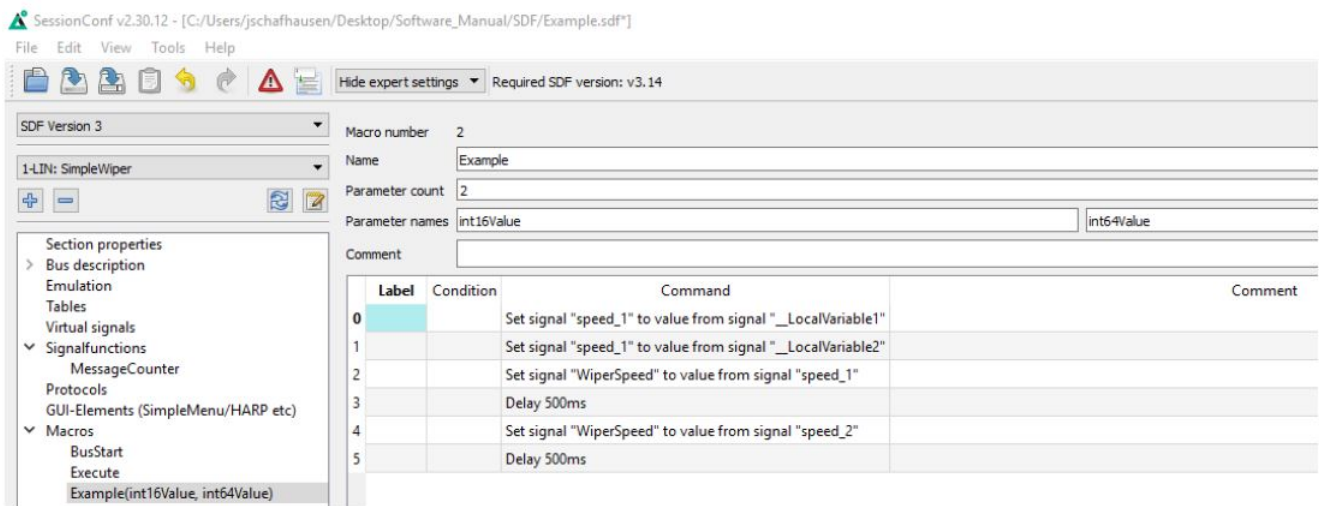 SessionConf v2.30.12 - [C:/Users/jschafhausen/Desktop/Software_Manual/SDF/Example.sdf*]
File Edit View Tools Help
Hide expert settings Required SDF version: v3.14
SDF Version 3
1-LIN: SimpleWiper
Section properties
Bus description
Emulation
Tables
Virtual signals
Signalfunctions
MessageCounter
Protocols
GUI-Elements (SimpleMenu/HARP etc)
Macros
BusStart
Execute
Example(int16Value, int64Value)
Macro number 2
Name Example
Parameter count 2
Parameter names int16Value int64Value
Comment
Label Condition Command Comment
0 Set signal "speed_1" to value from signal "__LocalVariable1"
1 Set signal "speed_1" to value from signal "__LocalVariable2"
2 Set signal "WiperSpeed" to value from signal "speed_1"
3 Delay 500ms
4 Set signal "WiperSpeed" to value from signal "speed_2"
5 Delay 500ms